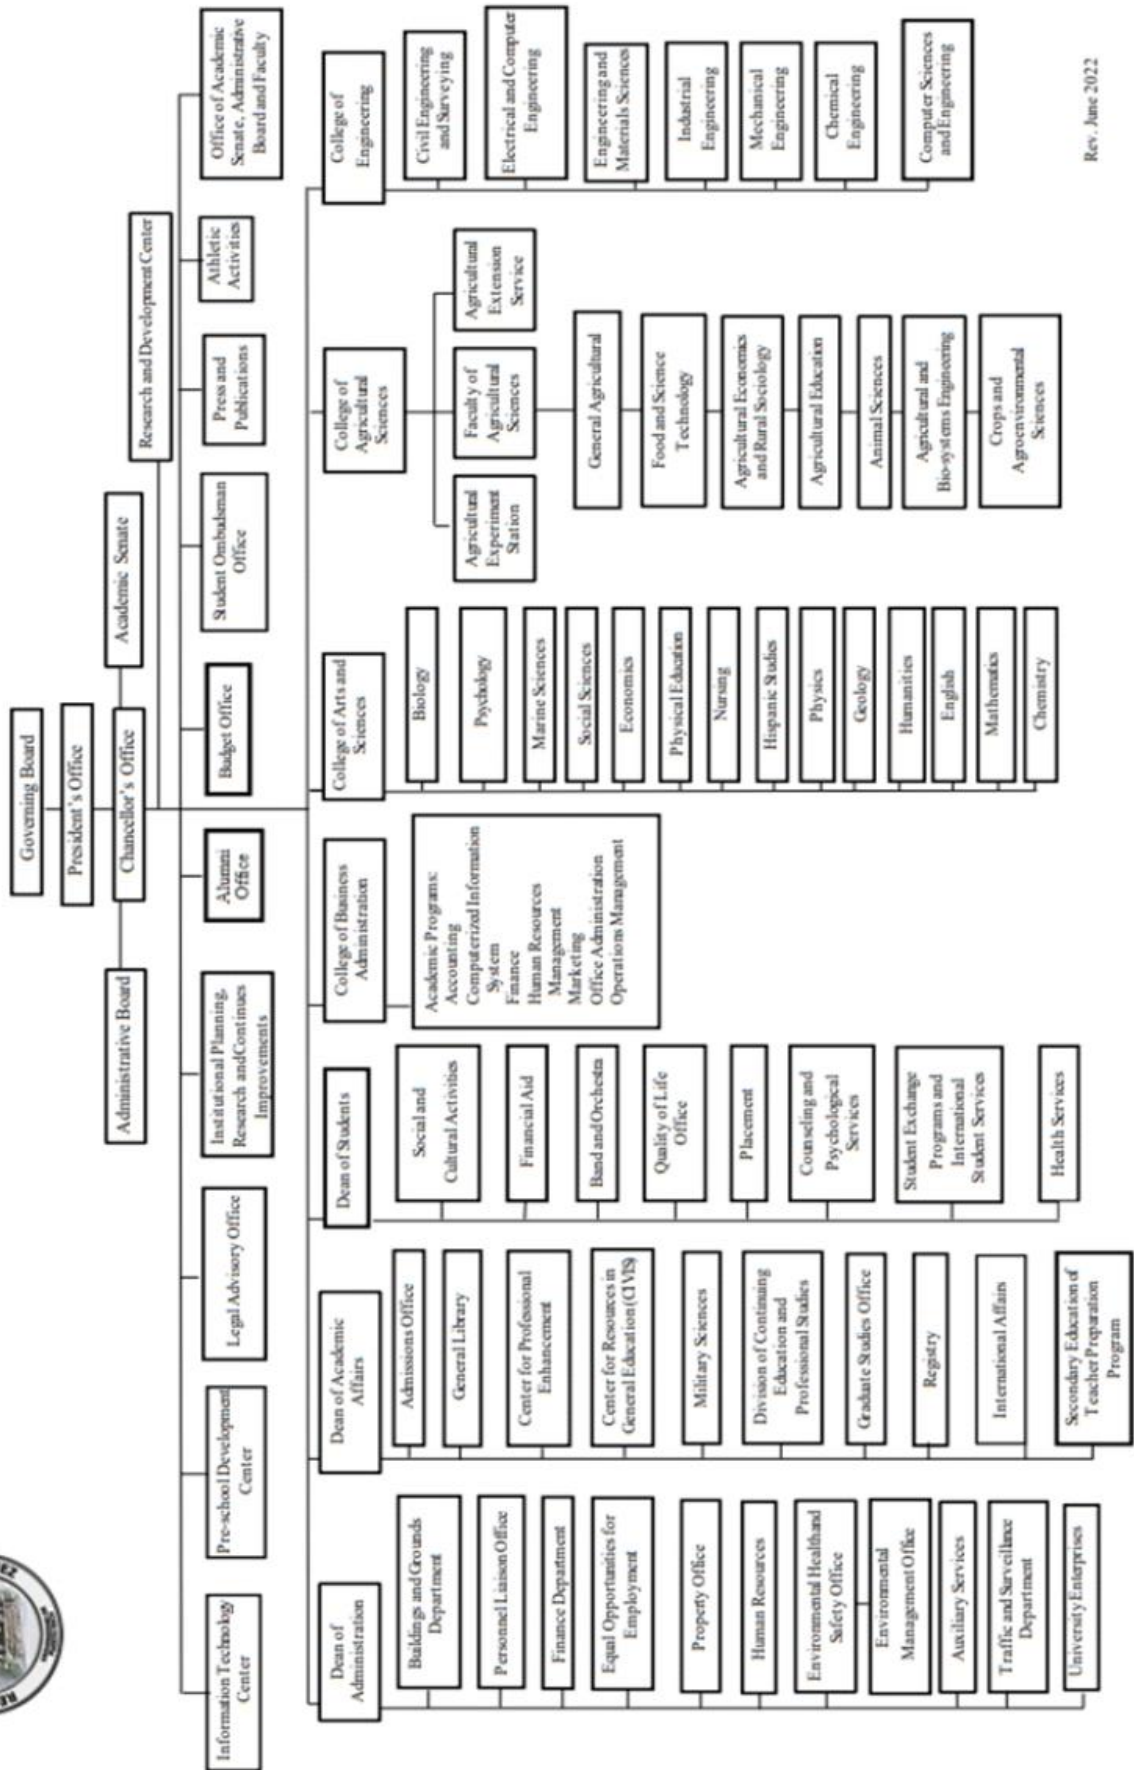 Governing Board
President's Office
Administrative Board
Chancellor's Office
Academic Senate
Research and Development Center
Information Technology
Center
Pre-school Development
Center
Legal Advisory Office
Institutional Planning,
Research and Continues
Improvements
Alumni
Office
Budget Office
Student Ombudsman
Office
Press and
Publications
Athletic
Activities
Office of Academic
Senate, Administrative
Board and Faculty
Dean of
Administration
Buildings and Grounds
Department
Personnel Liaison Office
Finance Department
Equal Opportunities for
Employment
Property Office
Human Resources
Environmental Health and
Safety Office
Environmental
Management Office
Auxiliary Services
Traffic and Surveillance
Department
University Enterprises
Dean of Academic
Affairs
Admissions Office
General Library
Center for Professional
Enhancement
Center for Resources in
General Education (CIVIS)
Military Sciences
Division of Continuing
Education and
Professional Studies
Graduate Studies Office
Registry
International Affairs
Secondary Education of
Teacher Preparation
Program
Dean of Students
Social and
Cultural Activities
Financial Aid
Band and Orchestra
Quality of Life
Office
Placement
Counseling and
Psychological
Services
Student Exchange
Programs and
International
Student Services
Health Services
College of Business
Administration
Academic Programs:
Accounting
Computerized Information
System
Finance
Human Resources
Management
Marketing
Office Administration
Operations Management
College of Arts and
Sciences
Biology
Psychology
Marine Sciences
Social Sciences
Economics
Physical Education
Nursing
Hispanic Studies
Physics
Geology
Humanities
English
Mathematics
Chemistry
College of
Agricultural
Sciences
Agricultural
Experiment
Station
Faculty of
Agricultural
Sciences
Agricultural
Extension
Service
General Agricultural
Food and Science
Technology
Agricultural Economics
and Rural Sociology
Agricultural Education
Animal Sciences
Agricultural and
Bio-systems Engineering
Crops and
Agroenvironmental
Sciences
College of
Engineering
Civil Engineering
and Surveying
Electrical and Computer
Engineering
Engineering and
Materials Sciences
Industrial
Engineering
Mechanical
Engineering
Chemical
Engineering
Computer Sciences
and Engineering
Rev. June 2022